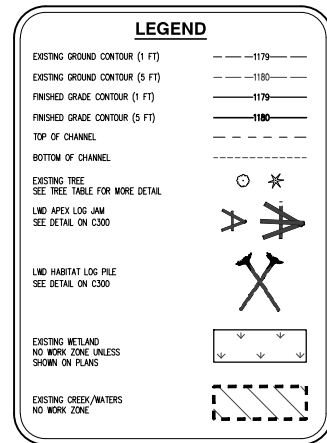 LEGEND
EXISTING GROUND CONTOUR (1 FT)
1179
EXISTING GROUND CONTOUR (5 FT)
1180
FINISHED GRADE CONTOUR (1 FT)
1179
FINISHED GRADE CONTOUR (5 FT)
1180
TOP OF CHANNEL
BOTTOM OF CHANNEL
EXISTING TREE
SEE TREE TABLE FOR MORE DETAIL
LWD APEX LOG JAM
SEE DETAIL ON C300
LWD HABITAT LOG PILE
SEE DETAIL ON C300
EXISTING WETLAND
NO WORK ZONE UNLESS
SHOWN ON PLANS
EXISTING CREEK/WATERS
NO WORK ZONE